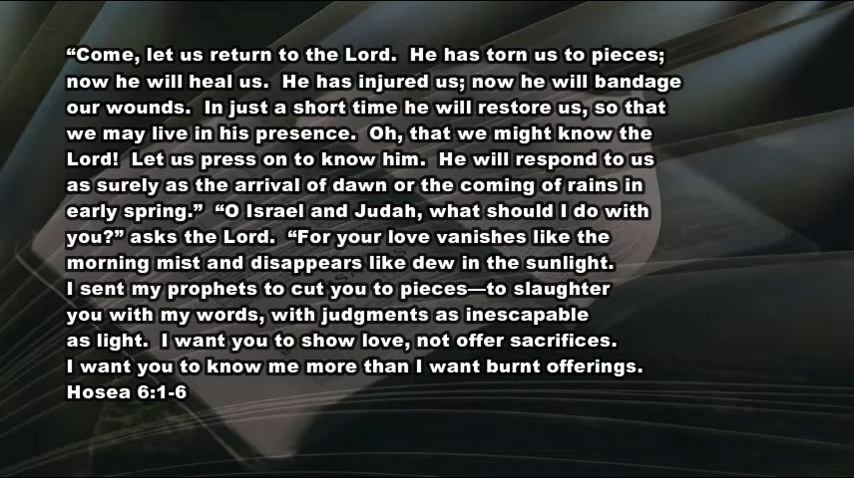 “Come, let us return to the Lord.  He has torn us to pieces;
now he will heal us.  He has injured us; now he will bandage
our wounds.  In just a short time he will restore us, so that
we may live in his presence.  Oh, that we might know the
Lord!  Let us press on to know him.  He will respond to us
as surely as the arrival of dawn or the coming of rains in
early spring.”  “O Israel and Judah, what should I do with
you?” asks the Lord.  “For your love vanishes like the
morning mist and disappears like dew in the sunlight.
I sent my prophets to cut you to pieces—to slaughter
you with my words, with judgments as inescapable
as light.  I want you to show love, not offer sacrifices.
I want you to know me more than I want burnt offerings.
Hosea 6:1-6